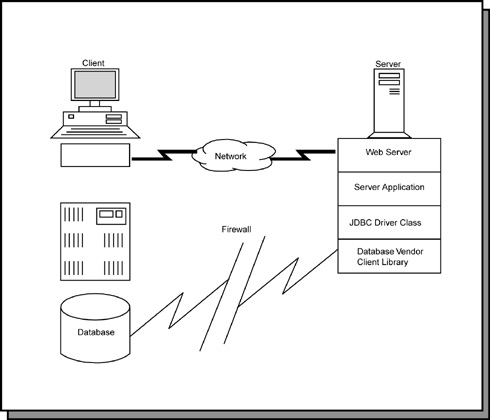 Client
Server
Network
Web Server
Server Application
JDBC Driver Class
Database Vendor
Client Library
Firewall
Database